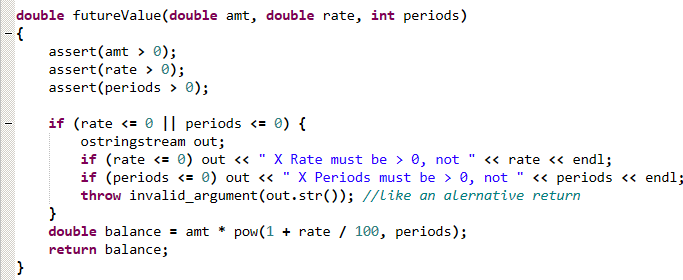 double futureValue(double amt, double rate, int periods)
{
    assert(amt > 0);
    assert(rate > 0);
    assert(periods > 0);

    if (rate <= 0 || periods <= 0) {
        ostringstream out;
        if (rate <= 0) out << " X Rate must be > 0, not " << rate << endl;
        if (periods <= 0) out << " X Periods must be > 0, not " << periods << endl;
        throw invalid_argument(out.str()); //like an alernative return
    }
    double balance = amt * pow(1 + rate / 100, periods);
    return balance;
}